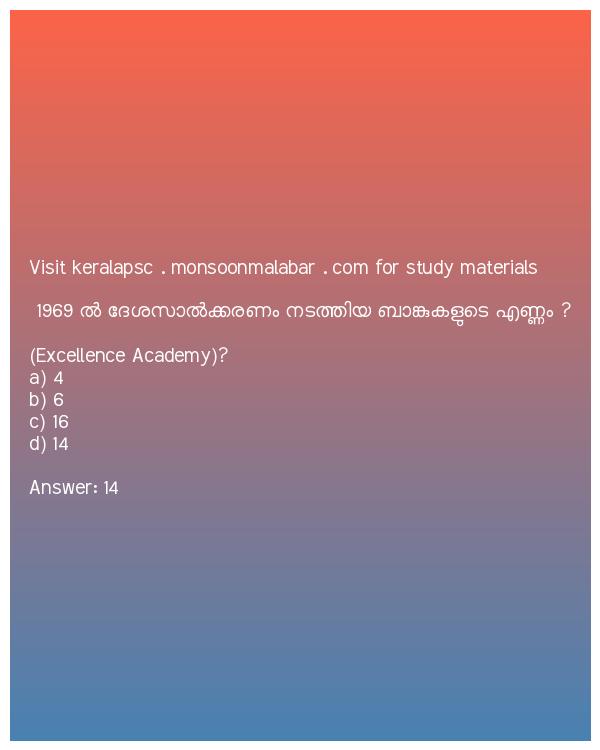 Visit keralapsc . monsoonmalabar . com for study materials
1969 ൽ ദേശസാൽക്കരണം നടത്തിയ ബാങ്കുകളുടെ എണ്ണം ?
(Excellence Academy)?
a) 4
b) 6
c) 16
d) 14
Answer: 14